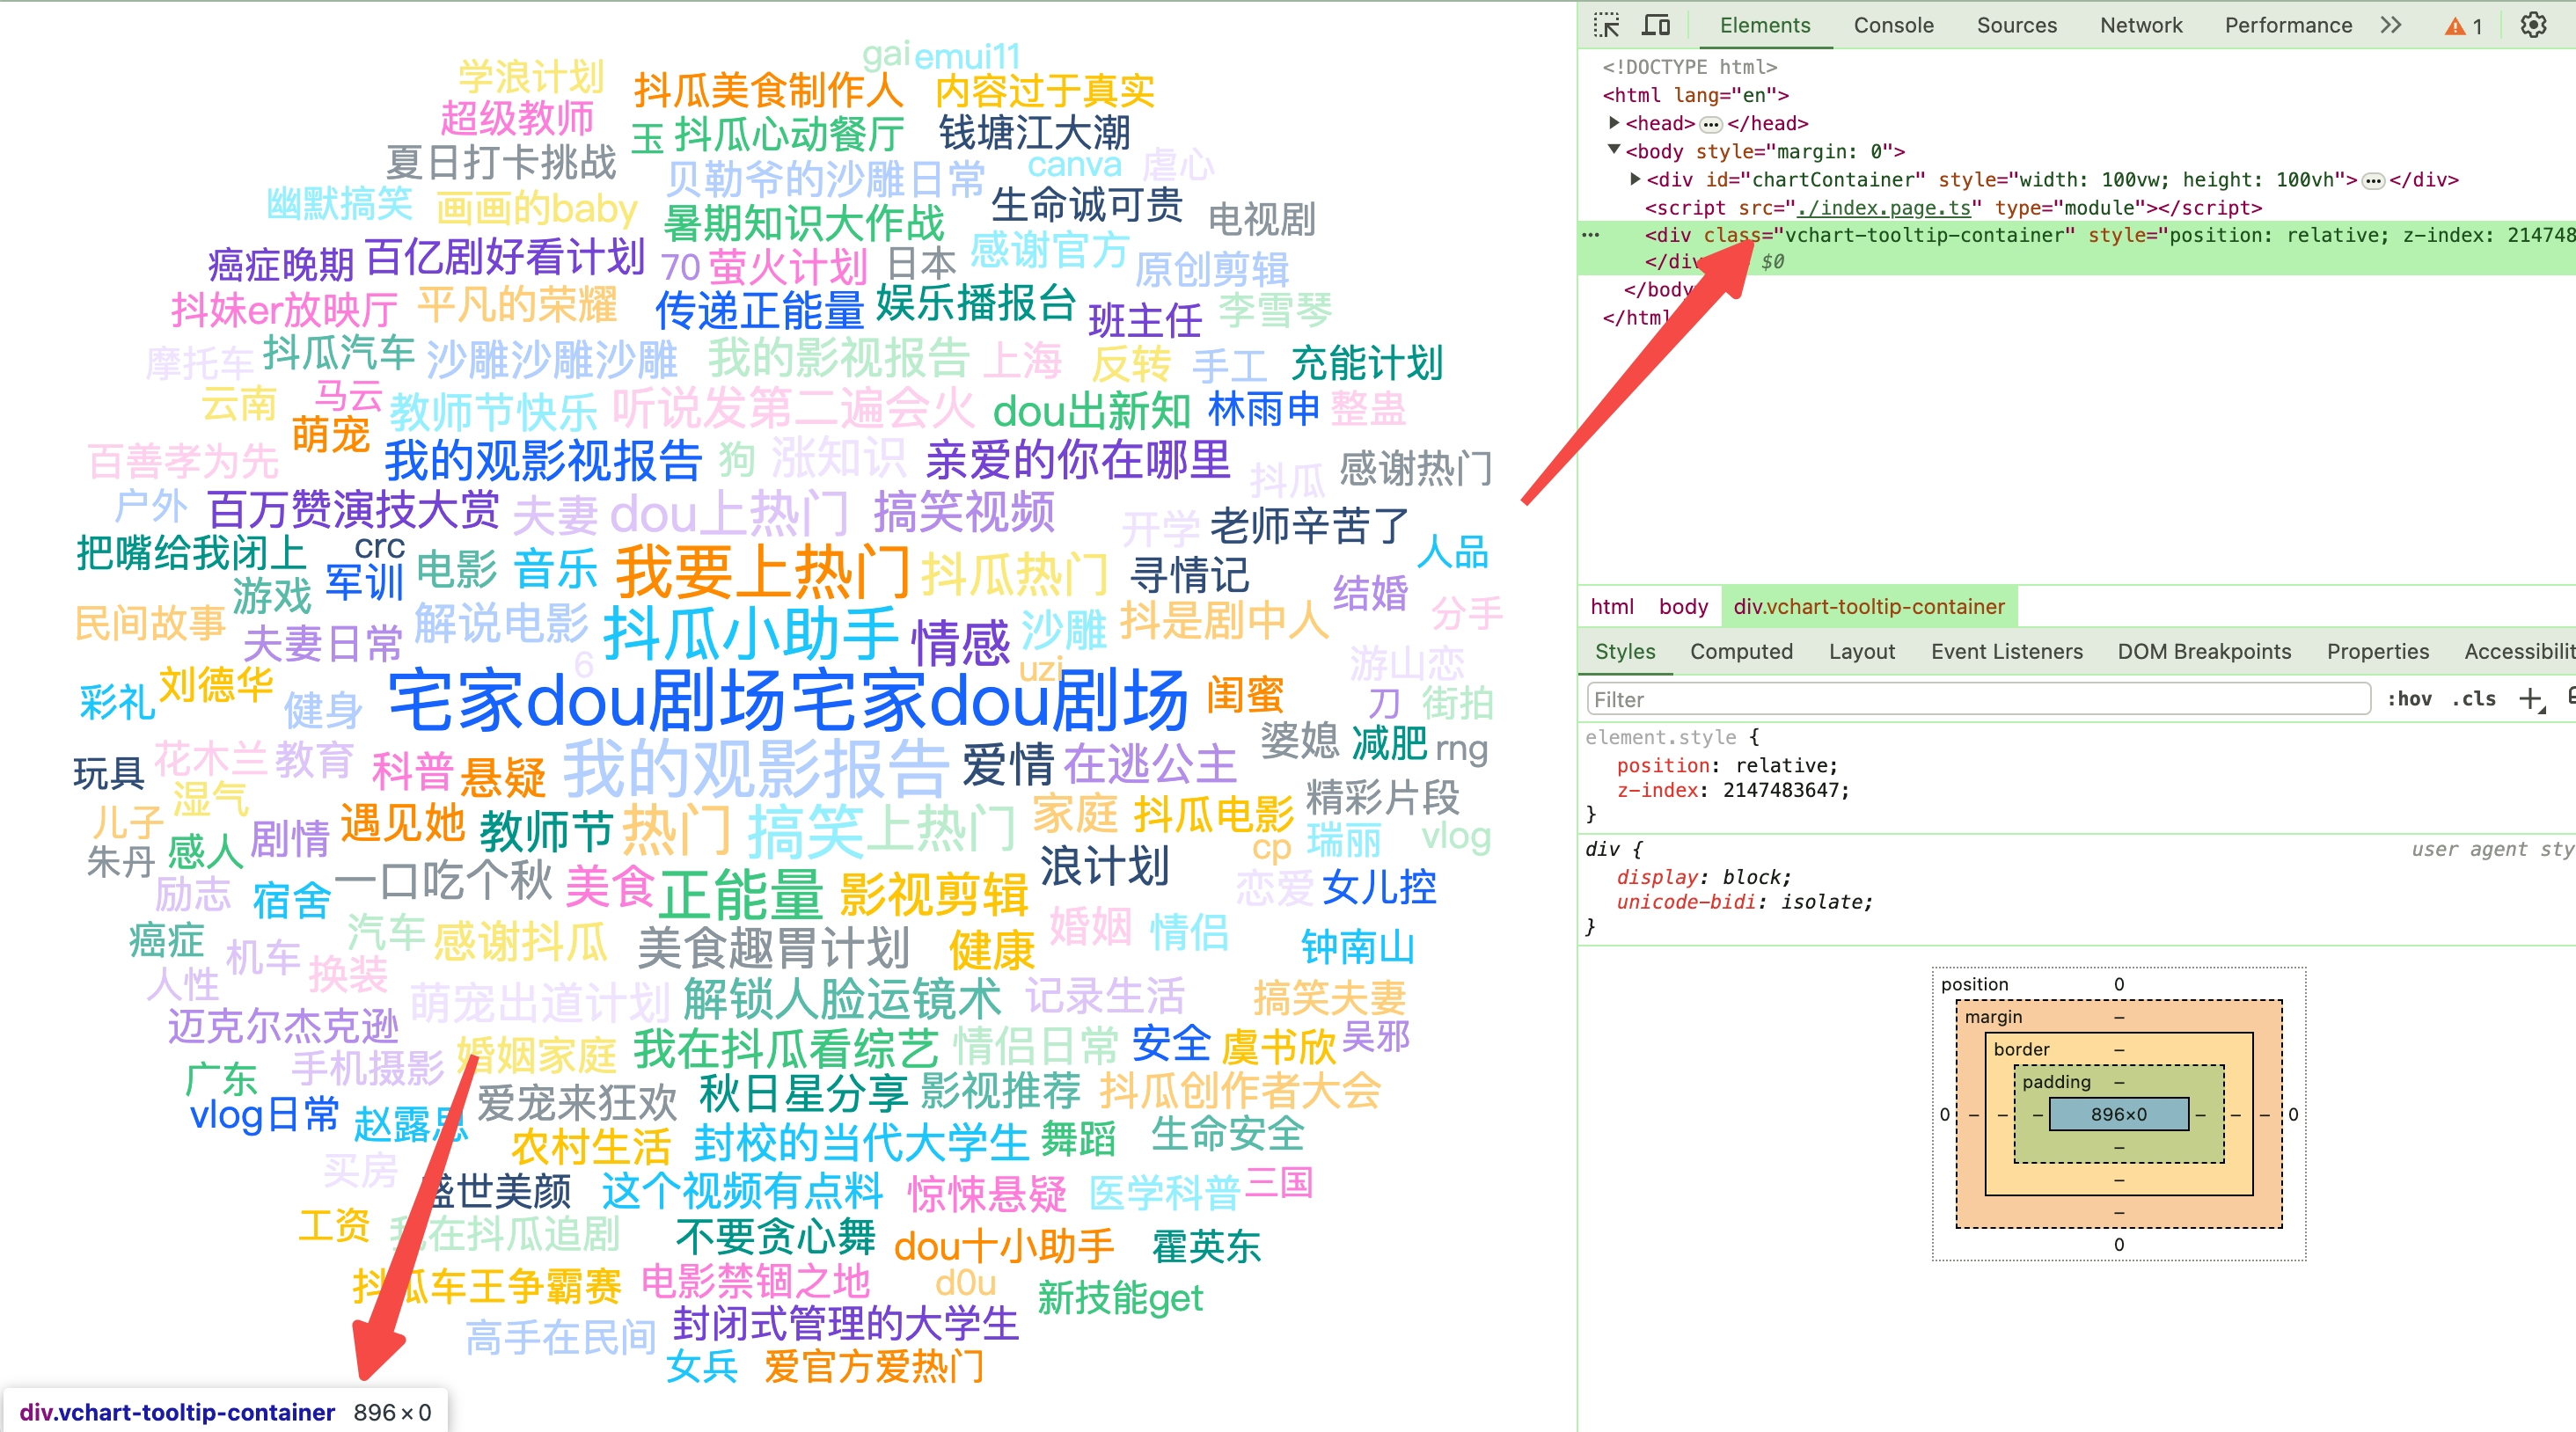 gai emui11
学浪计划 抖瓜美食制作人 内容过于真实
超级教师 玉 抖瓜心动餐厅 钱塘江大潮
夏日打卡挑战 贝勒爷的沙雕日常 canva 虐心
幽默搞笑 画画的baby 暑期知识大作战 生命诚可贵 电视剧
癌症晚期 百亿剧好看计划 70 萤火计划 日本 感谢官方 原创剪辑
抖妹er放映厅 平凡的荣耀 传递正能量 娱乐播报台 班主任 李雪琴
摩托车 抖瓜汽车 沙雕沙雕沙雕 我的影视报告 上海 反转 手工 充能计划
云南 马云 教师节快乐 听说发第二遍会火 dou出新知 林雨申 整蛊
百善孝为先 萌宠 我的观影视报告 狗 涨知识 亲爱的你在哪里 抖瓜 感谢热门
户外 百万赞演技大赏 夫妻 dou上热门 搞笑视频 开学 老师辛苦了
把嘴给我闭上 crc 电影 音乐 我要上热门 抖瓜热门 寻情记 人品
游戏 军训 结婚
民间故事 夫妻日常 解说电影 抖瓜小助手 情感 沙雕 抖是剧中人 分手
6 uzi 游山恋
彩礼 刘德华 健身 宅家dou剧场宅家dou剧场 闺蜜 刀 街拍
玩具 花木兰 教育 科普 悬疑 我的观影报告 爱情 在逃公主 婆媳 减肥 rng
湿气 精彩片段
儿子 感人 剧情 遇见她 教师节 热门 搞笑 上热门 家庭 抖瓜电影 瑞丽 vlog
朱丹 cp
励志 宿舍 一口吃个秋 美食 正能量 影视剪辑 浪计划 恋爱 女儿控
癌症 机车 汽车 感谢抖瓜 美食趣胃计划 健康 婚姻 情侣 钟南山
人性 换装 萌宠出道计划 解锁人脸运镜术 记录生活 搞笑夫妻
迈克尔杰克逊 婚姻家庭 我在抖瓜看综艺 情侣日常 安全 虞书欣 吴邪
广东 手机摄影 爱宠来狂欢 秋日星分享 影视推荐 抖瓜创作者大会
vlog日常 赵露思 农村生活 封校的当代大学生 舞蹈 生命安全
买房 盛世美颜 这个视频有点料 惊悚悬疑 医学科普 三国
工资 我在抖瓜追剧 不要贪心舞 dou十小助手 霍英东
抖瓜车王争霸赛 电影禁锢之地 d0u 新技能get
高手在民间 封闭式管理的大学生
女兵 爱官方爱热门
div.vchart-tooltip-container 896×0
Elements Console Sources Network Performance 1
<!DOCTYPE html>
<html lang="en">
<head> ••• </head>
<body style="margin: 0">
<div id="chartContainer" style="width: 100vw; height: 100vh"> ••• </div>
<script src="./index.page.ts" type="module"></script>
••• <div class="vchart-tooltip-container" style="position: relative; z-index: 214748
</div $0
</body
</html
html body div.vchart-tooltip-container
Styles Computed Layout Event Listeners DOM Breakpoints Properties Accessibilit
Filter :hov .cls
element.style {
position: relative;
z-index: 2147483647;
}
div { user agent sty
display: block;
unicode-bidi: isolate;
}
position 0
margin –
border –
padding –
0 – – – 896×0 – – – 0
–
–
–
0